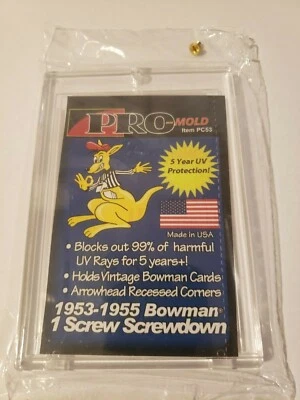 PRO-MOLD
Item PC53
5 Year UV
Protection!
Made in USA
• Blocks out 99% of harmful
UV Rays for 5 years+!
• Holds Vintage Bowman Cards
• Arrowhead Recessed Corners
1953-1955 Bowman®
1 Screw Screwdown